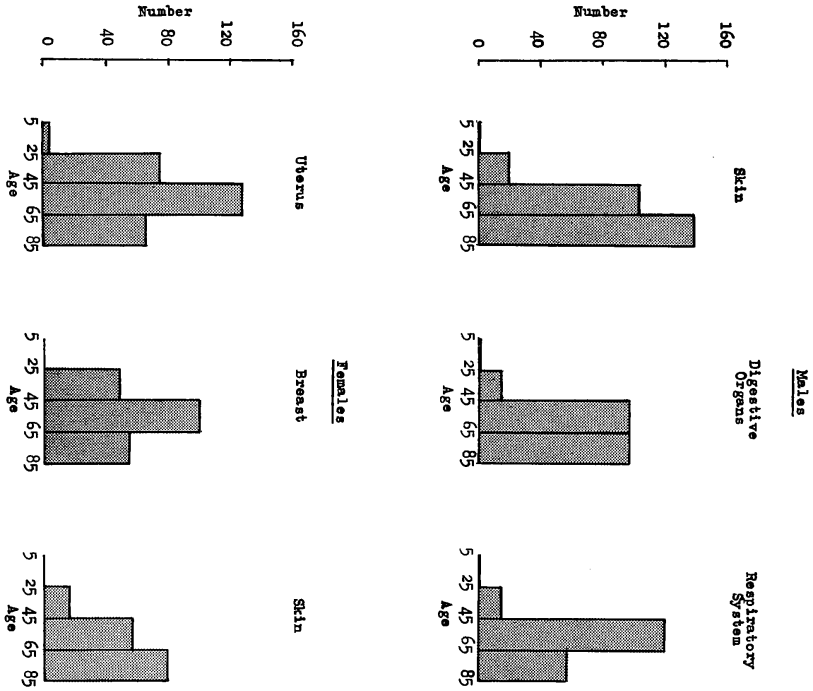 Males
Skin
Digestive
Organs
Respiratory
System
160
120
80
40
0
Number
5 25 45 65 85
Age
5 25 45 65 85
Age
5 25 45 65 85
Age
Females
Uterus
Breast
Skin
160
120
80
40
0
Number
5 25 45 65 85
Age
5 25 45 65 85
Age
5 25 45 65 85
Age